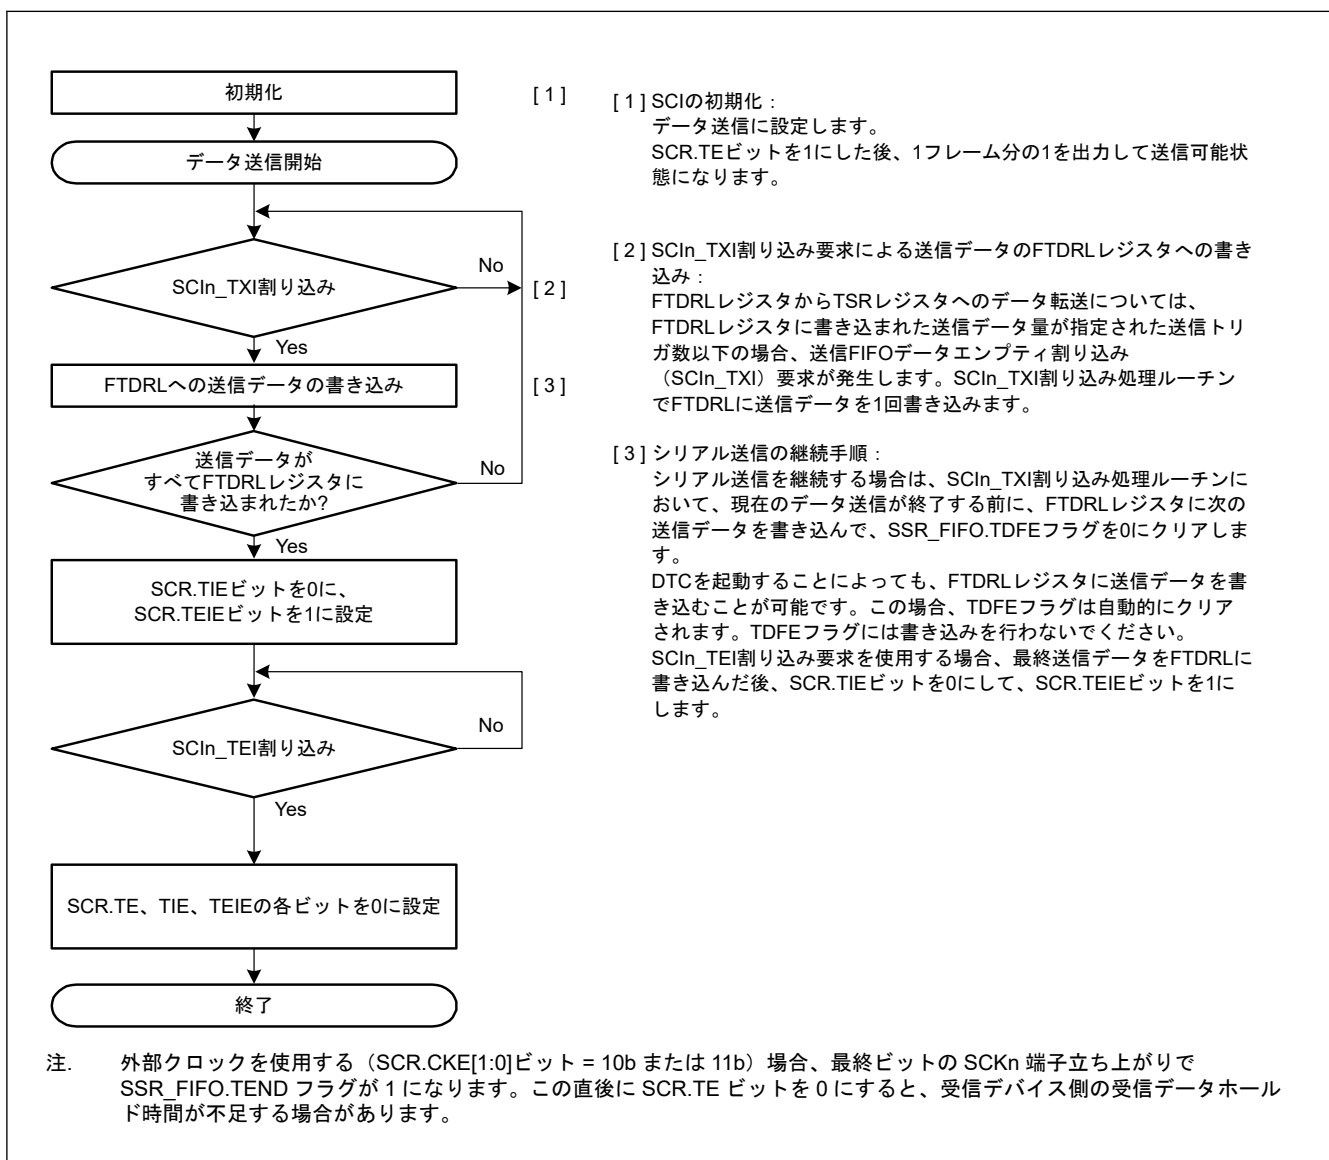 初期化
[ 1 ]
データ送信開始
SCIn_TXI割り込み
No
[ 2 ]
Yes
FTDRLへの送信データの書き込み
[ 3 ]
送信データが
すべてFTDRLレジスタに
書き込まれたか?
No
Yes
SCR.TIEビットを0に、
SCR.TEIEビットを1に設定
SCIn_TEI割り込み
No
Yes
SCR.TE、TIE、TEIEの各ビットを0に設定
終了
[ 1 ] SCIの初期化：
データ送信に設定します。
SCR.TEビットを1にした後、1フレーム分の1を出力して送信可能状
態になります。
[ 2 ] SCIn_TXI割り込み要求による送信データのFTDRLレジスタへの書き
込み：
FTDRLレジスタからTSRレジスタへのデータ転送については、
FTDRLレジスタに書き込まれた送信データ量が指定された送信トリ
ガ数以下の場合、送信FIFOデータエンプティ割り込み
（SCIn_TXI）要求が発生します。SCIn_TXI割り込み処理ルーチン
でFTDRLに送信データを1回書き込みます。
[ 3 ] シリアル送信の継続手順：
シリアル送信を継続する場合は、SCIn_TXI割り込み処理ルーチンに
おいて、現在のデータ送信が終了する前に、FTDRLレジスタに次の
送信データを書き込んで、SSR_FIFO.TDFEフラグを0にクリアしま
す。
DTCを起動することによっても、FTDRLレジスタに送信データを書
き込むことが可能です。この場合、TDFEフラグは自動的にクリア
されます。TDFEフラグには書き込みを行わないでください。
SCIn_TEI割り込み要求を使用する場合、最終送信データをFTDRLに
書き込んだ後、SCR.TIEビットを0にして、SCR.TEIEビットを1に
します。
注. 外部クロックを使用する（SCR.CKE[1:0]ビット = 10b または 11b）場合、最終ビットの SCKn 端子立ち上がりで
SSR_FIFO.TEND フラグが 1 になります。この直後に SCR.TE ビットを 0 にすると、受信デバイス側の受信データホール
ド時間が不足する場合があります。